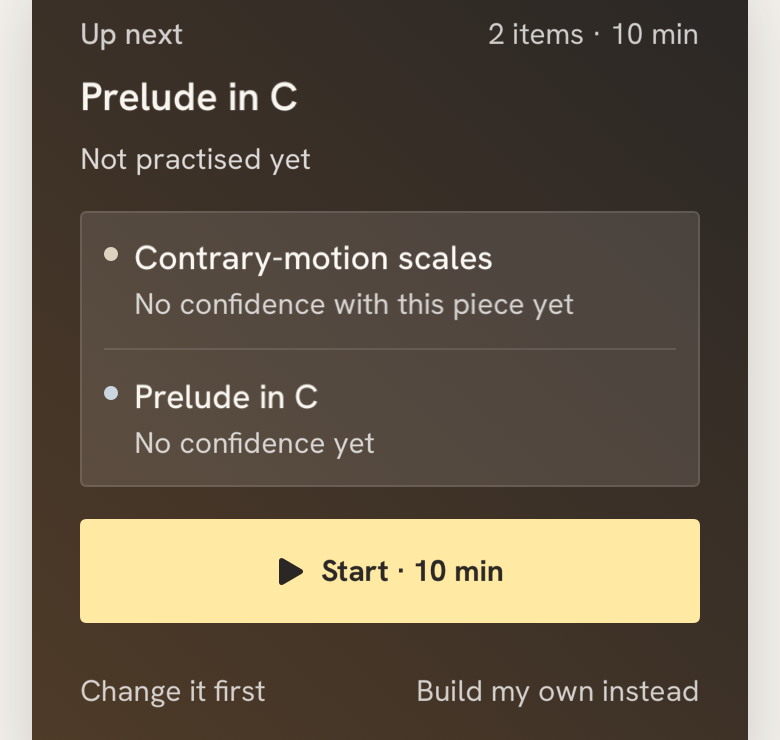 Up next
2 items · 10 min
Prelude in C
Not practised yet
Contrary-motion scales
No confidence with this piece yet
Prelude in C
No confidence yet
Start · 10 min
Change it first
Build my own instead